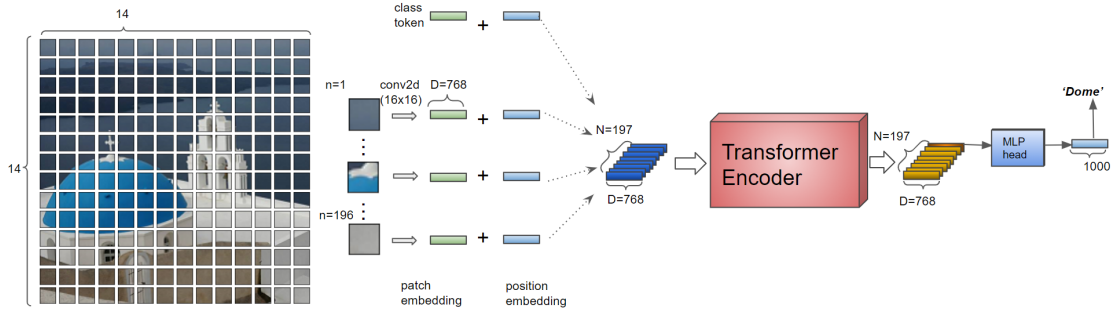 14
14
n=1
n=196
conv2d
(16x16)
class
token
D=768
+
+
+
+
patch
embedding
position
embedding
N=197
D=768
Transformer
Encoder
N=197
D=768
MLP
head
'Dome'
1000